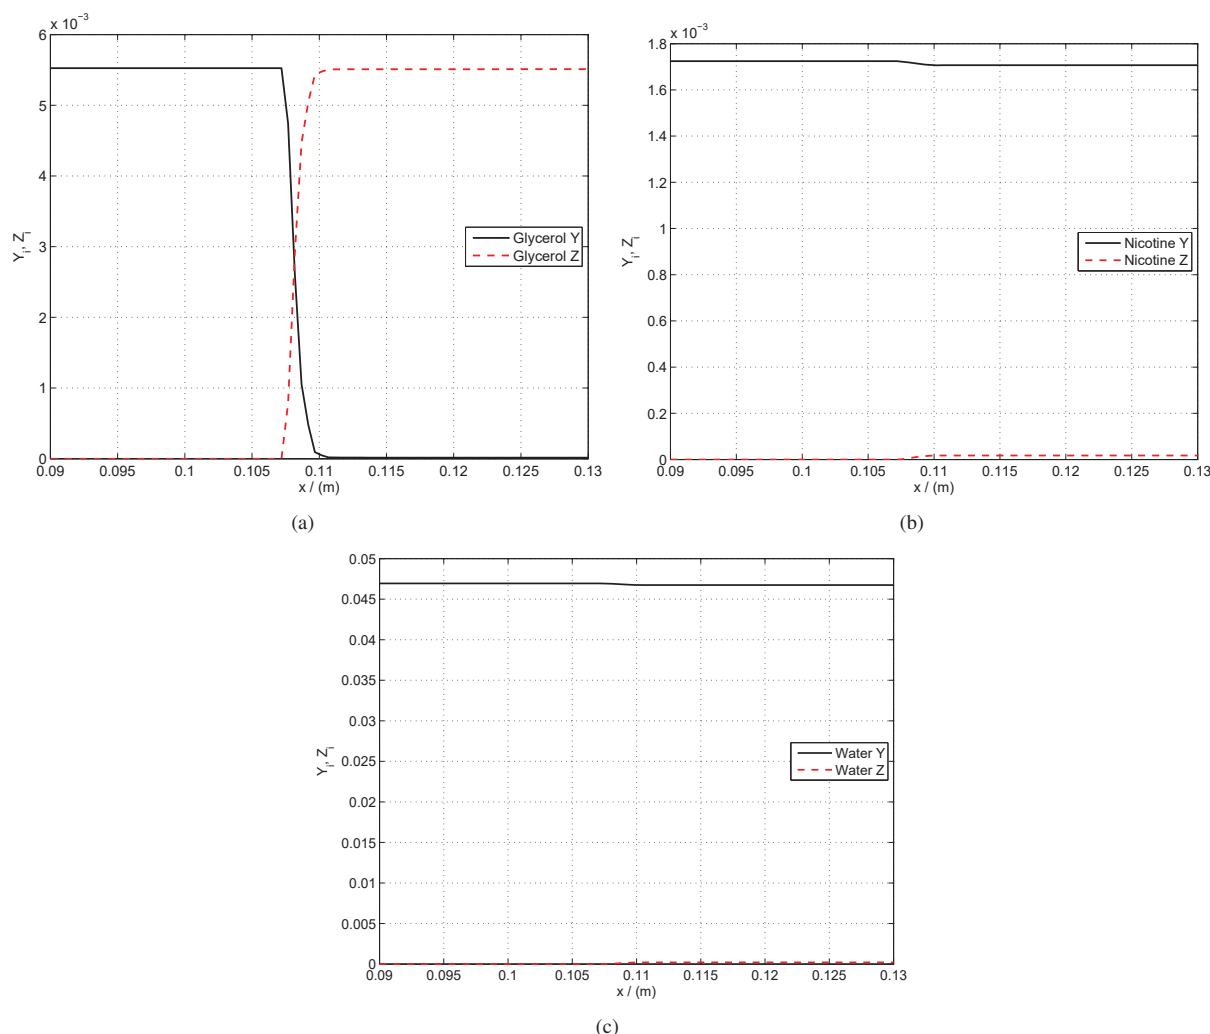 x 10⁻³
6
5
4
3
2
1
0
Y_i, Z_i
Glycerol Y
Glycerol Z
0.09 0.095 0.1 0.105 0.11 0.115 0.12 0.125 0.13
x / (m)
(a)
x 10⁻³
1.8
1.6
1.4
1.2
1
0.8
0.6
0.4
0.2
0
Y_i, Z_i
Nicotine Y
Nicotine Z
0.09 0.095 0.1 0.105 0.11 0.115 0.12 0.125 0.13
x / (m)
(b)
0.05
0.045
0.04
0.035
0.03
0.025
0.02
0.015
0.01
0.005
0
Y_i, Z_i
Water Y
Water Z
0.09 0.095 0.1 0.105 0.11 0.115 0.12 0.125 0.13
x / (m)
(c)